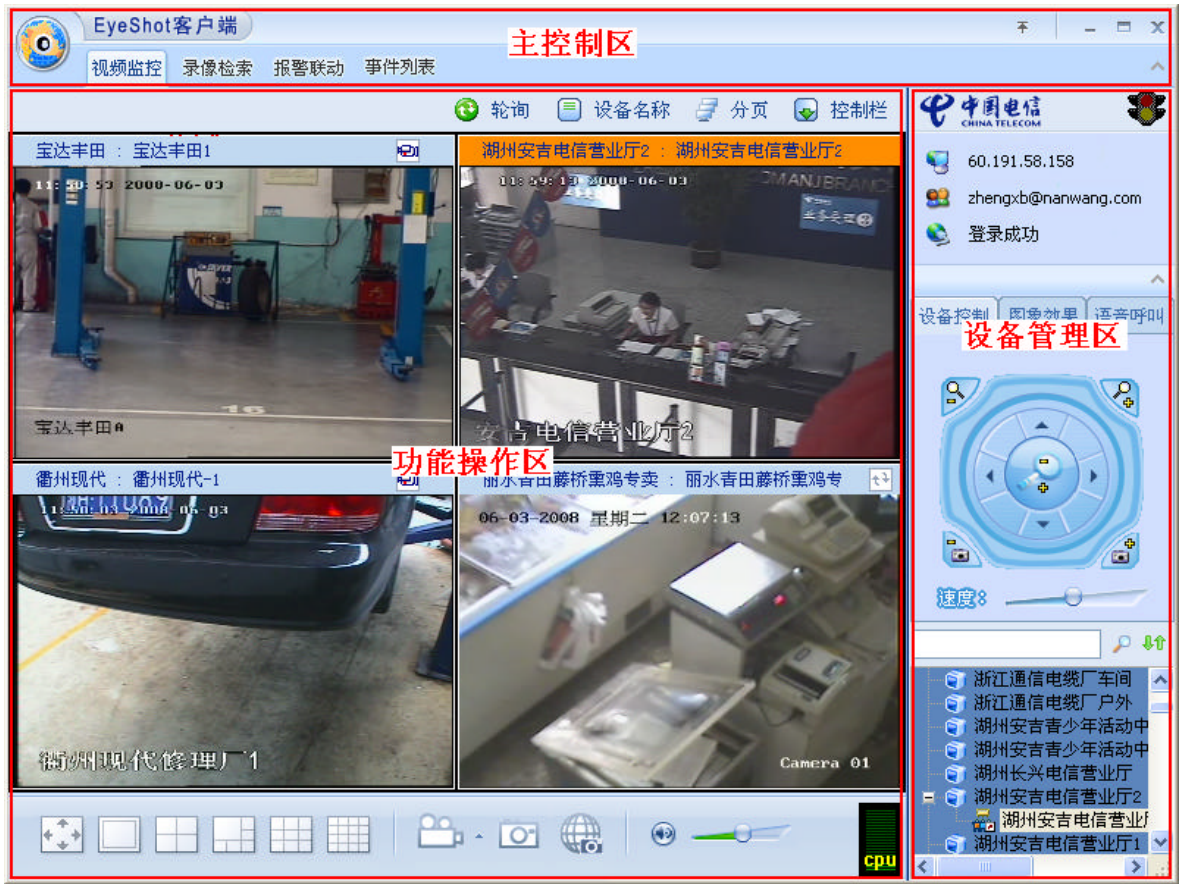 EyeShot客户端
主控制区
视频监控 录像检索 报警联动 事件列表
轮询 设备名称 分页 控制栏
中国电信
CHINA TELECOM
60.191.58.158
zhengxb@nanwang.com
登录成功
宝达丰田 : 宝达丰田1
湖州安吉电信营业厅2 : 湖州安吉电信营业厅2
11:59:13 2008-06-03
业务受理
16
宝达丰田A
安吉电信营业厅2
功能操作区
设备控制 图象效果 语音呼叫
设备管理区
速度:
衢州现代 : 衢州现代-1
丽水青田藤桥熏鸡专卖 : 丽水青田藤桥熏鸡专
06-03-2008 星期二 12:07:13
衢州现代修理厂1
Camera 01
浙江通信电缆厂车间
浙江通信电缆厂户外
湖州安吉青少年活动中
湖州安吉青少年活动中
湖州长兴电信营业厅
湖州安吉电信营业厅2
湖州安吉电信营业
湖州安吉电信营业厅1
cpu